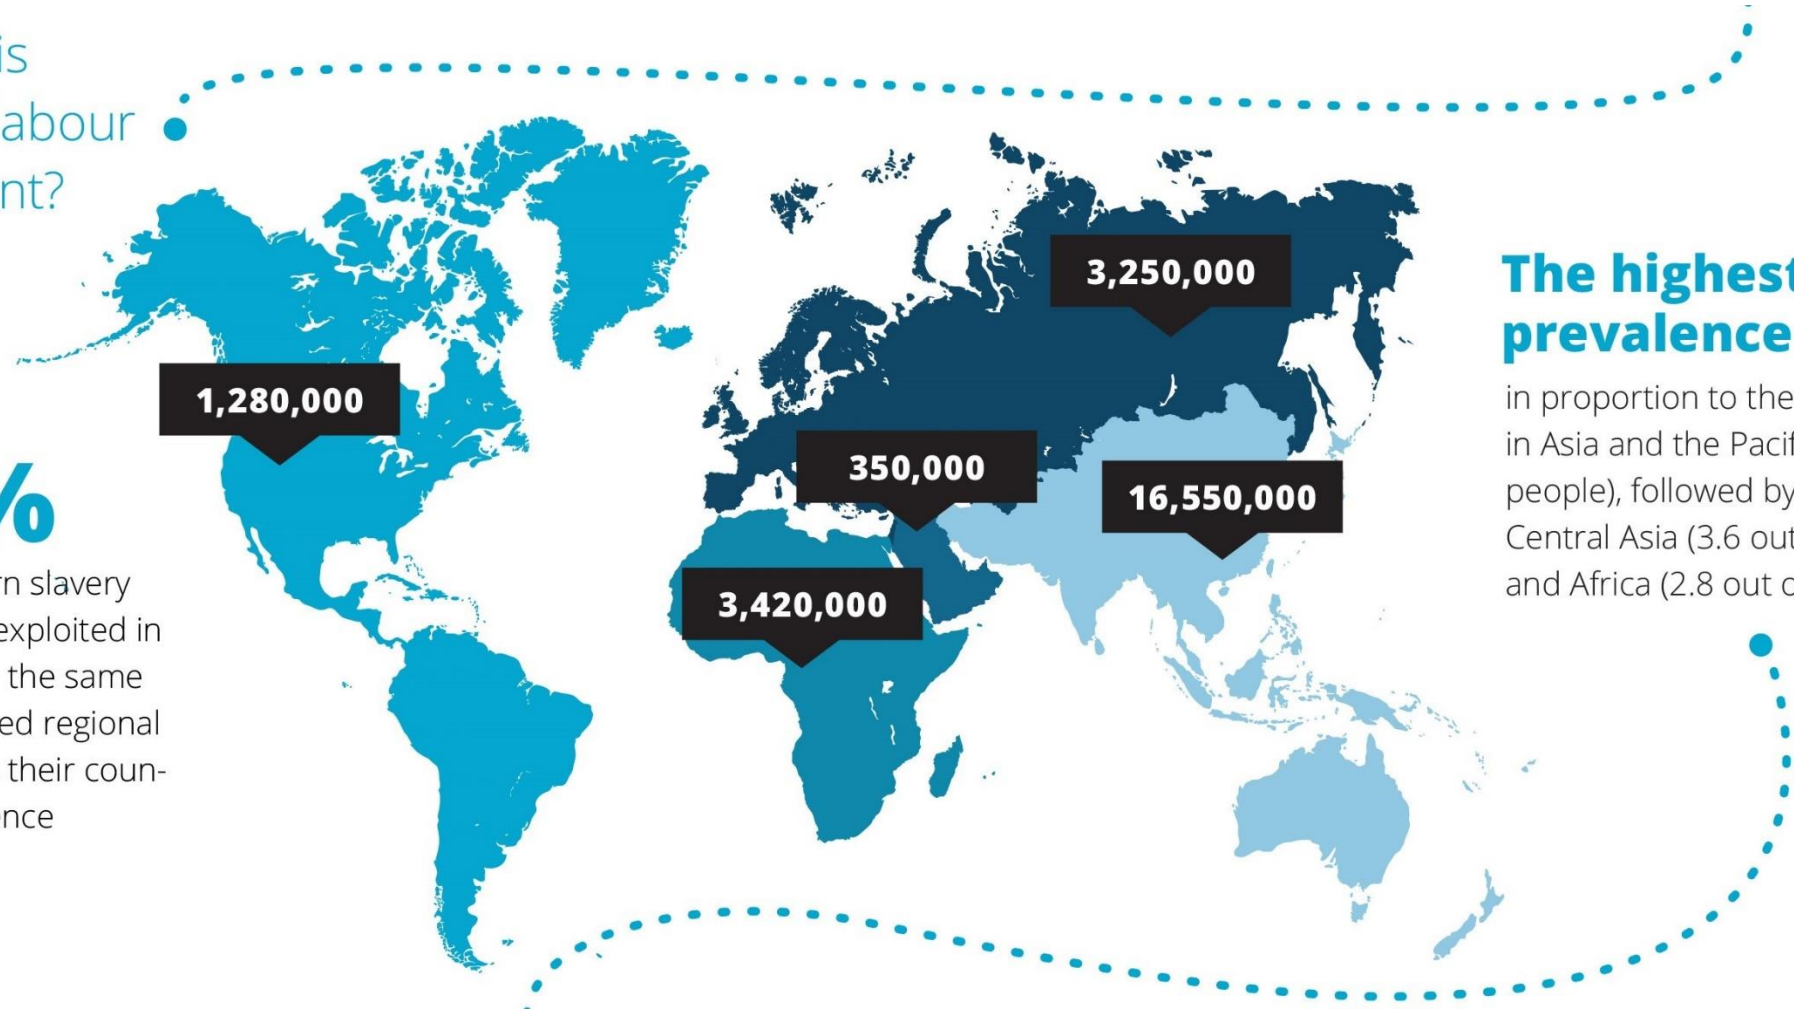 is
abour
nt?
3,250,000
1,280,000
350,000
16,550,000
3,420,000
%
rn slavery
exploited in
the same
ed regional
their coun-
ence
The highest
prevalence
in proportion to the
in Asia and the Pacif
people), followed by
Central Asia (3.6 out
and Africa (2.8 out o